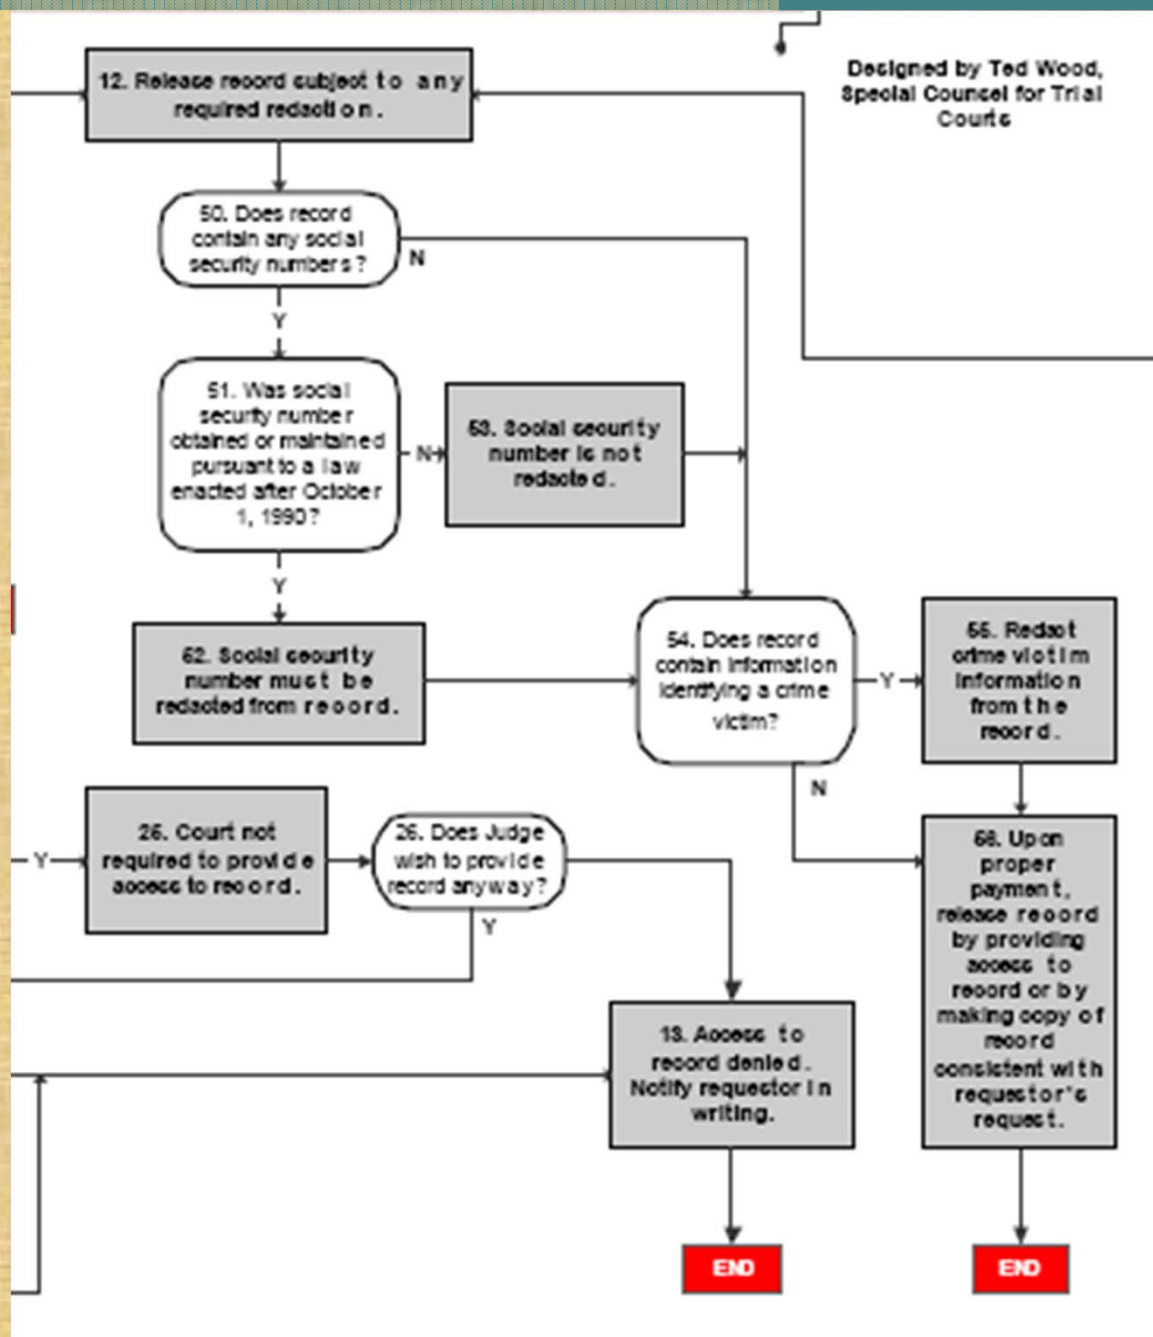 Designed by Ted Wood,
Special Counsel for Trial
Courts
12. Release record subject to any
required redaction.
50. Does record
contain any social
security numbers?
N
Y
51. Was social
security number
obtained or maintained
pursuant to a law
enacted after October
1, 1990?
N
53. Social security
number is not
redacted.
Y
52. Social security
number must be
redacted from record.
54. Does record
contain information
identifying a crime
victim?
Y
55. Redact
crime victim
information
from the
record.
N
Y
25. Court not
required to provide
access to record.
26. Does Judge
wish to provide
record anyway?
Y
56. Upon
proper
payment,
release record
by providing
access to
record or by
making copy of
record
consistent with
requestor's
request.
13. Access to
record denied.
Notify requestor in
writing.
END
END